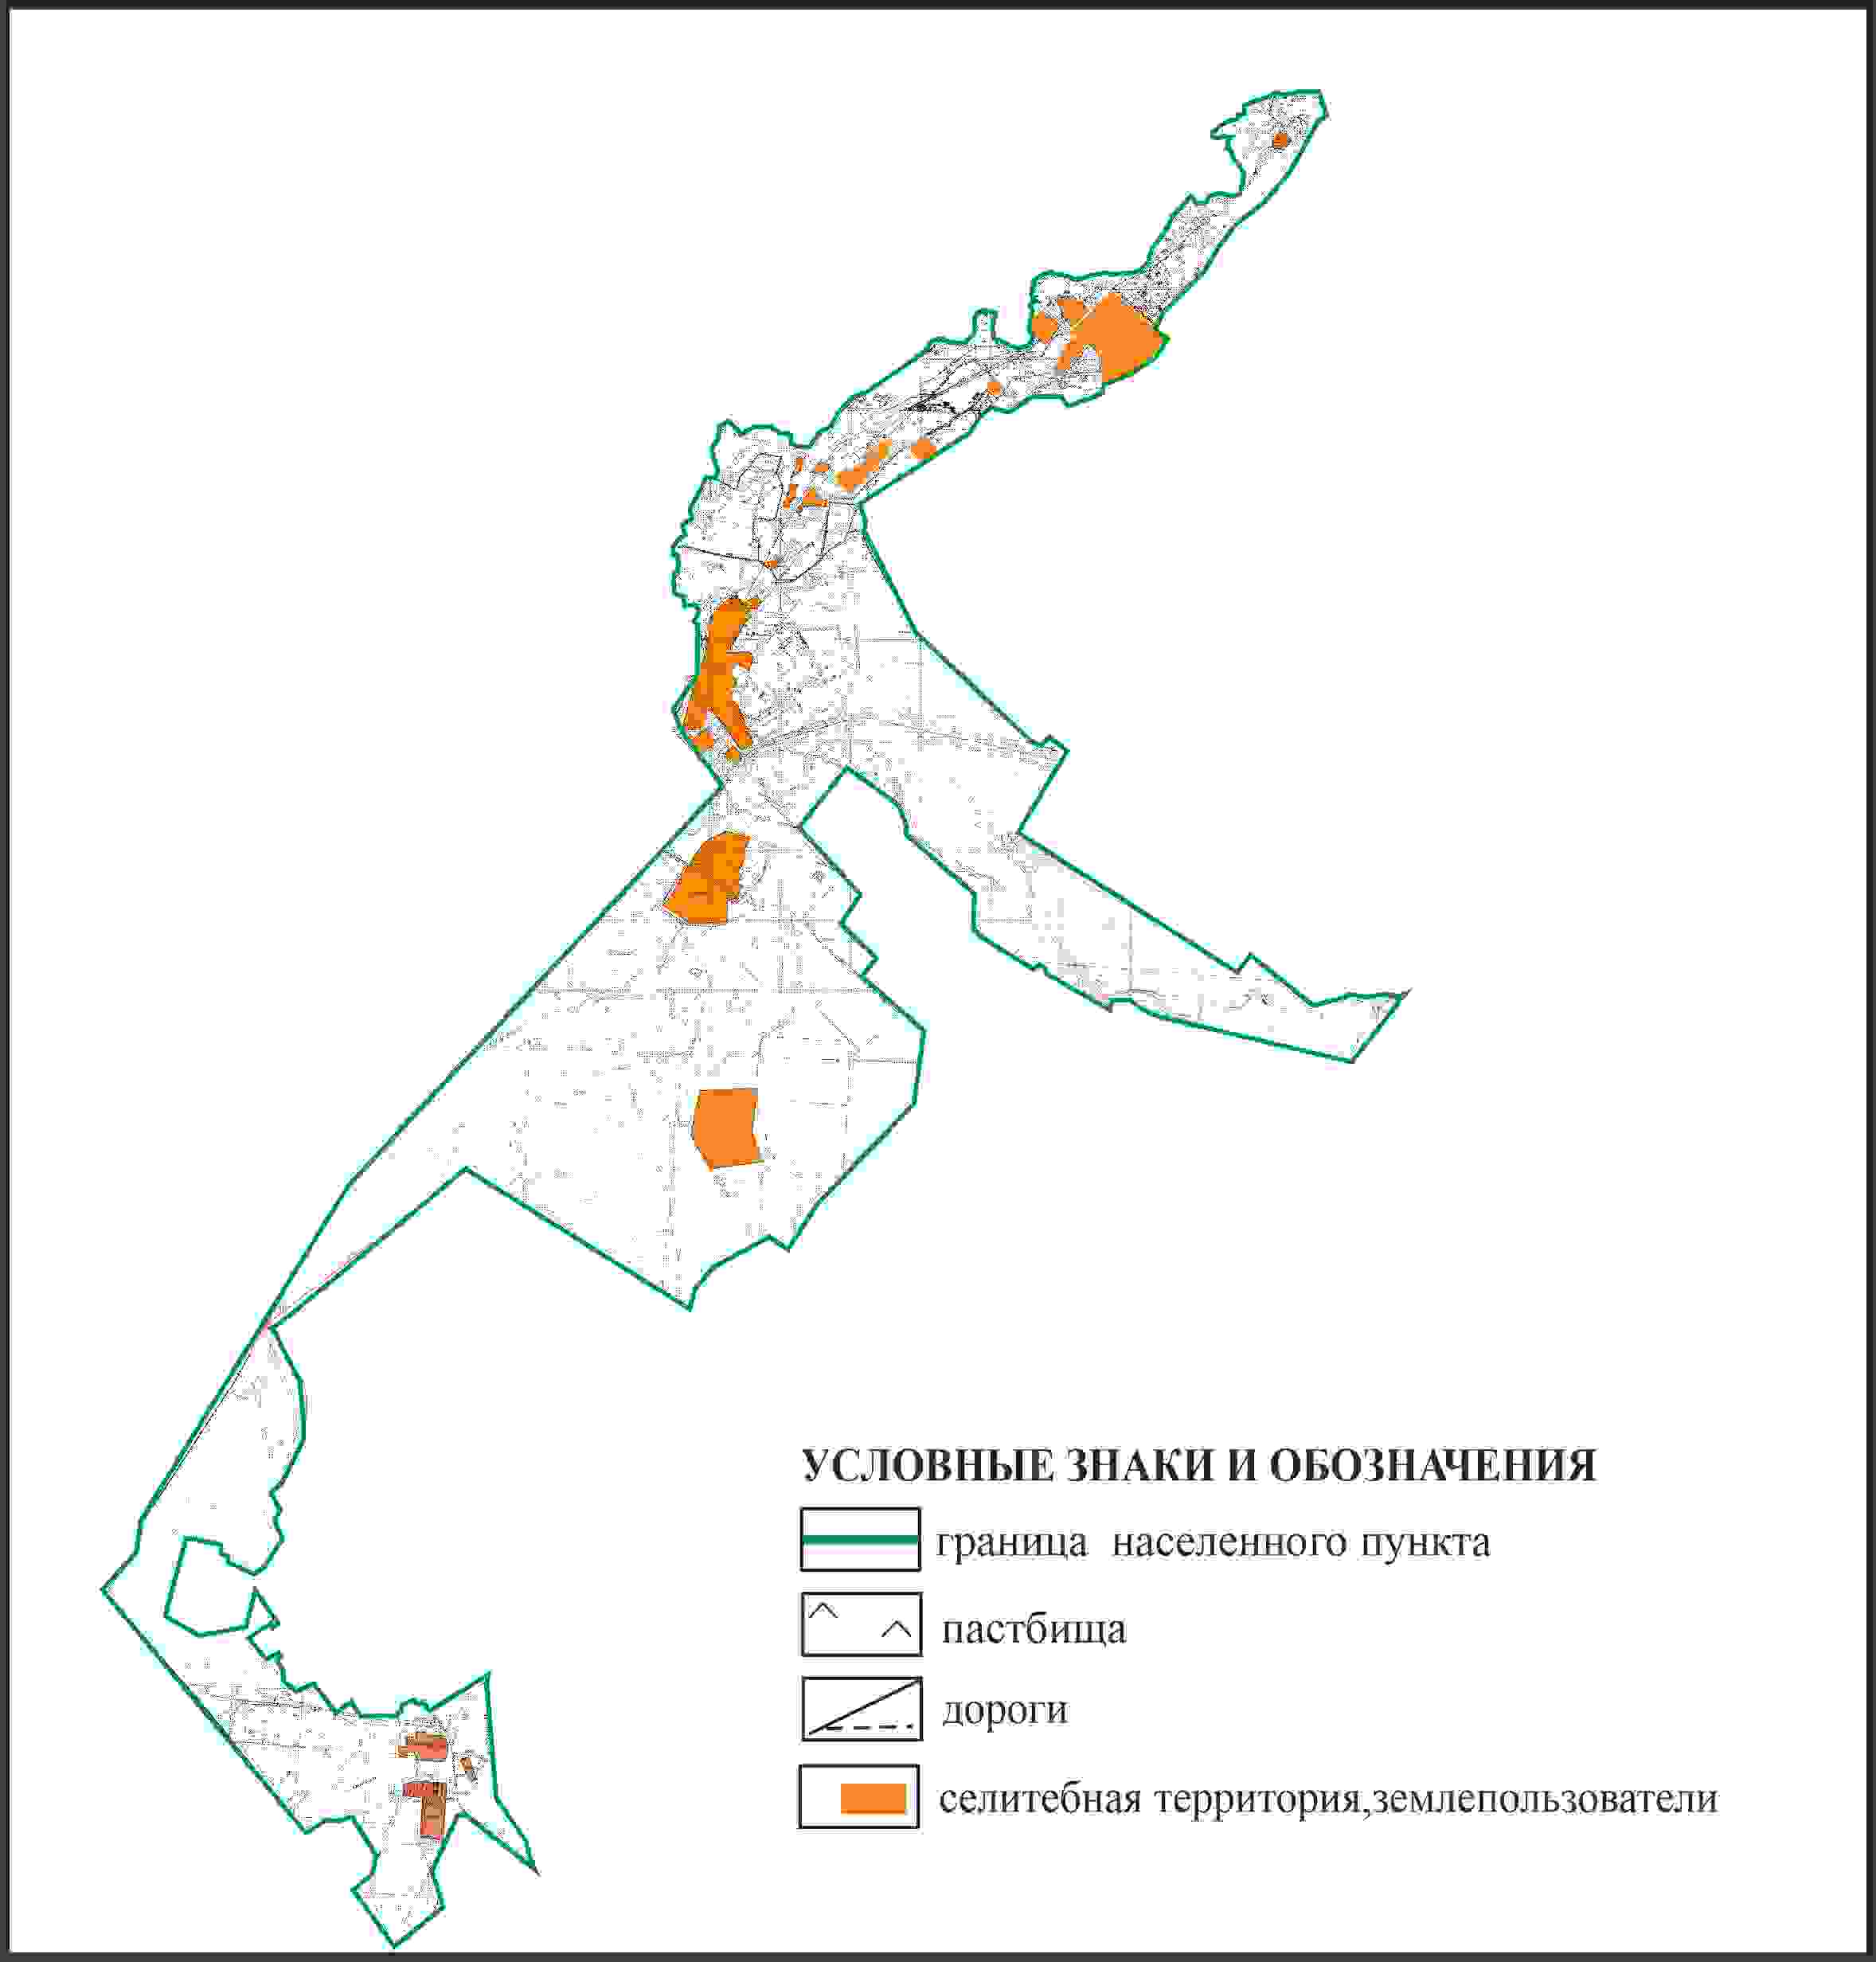 УСЛОВНЫЕ ЗНАКИ И ОБОЗНАЧЕНИЯ
граница населенного пункта
пастбища
дороги
селитебная территория,землепользователи